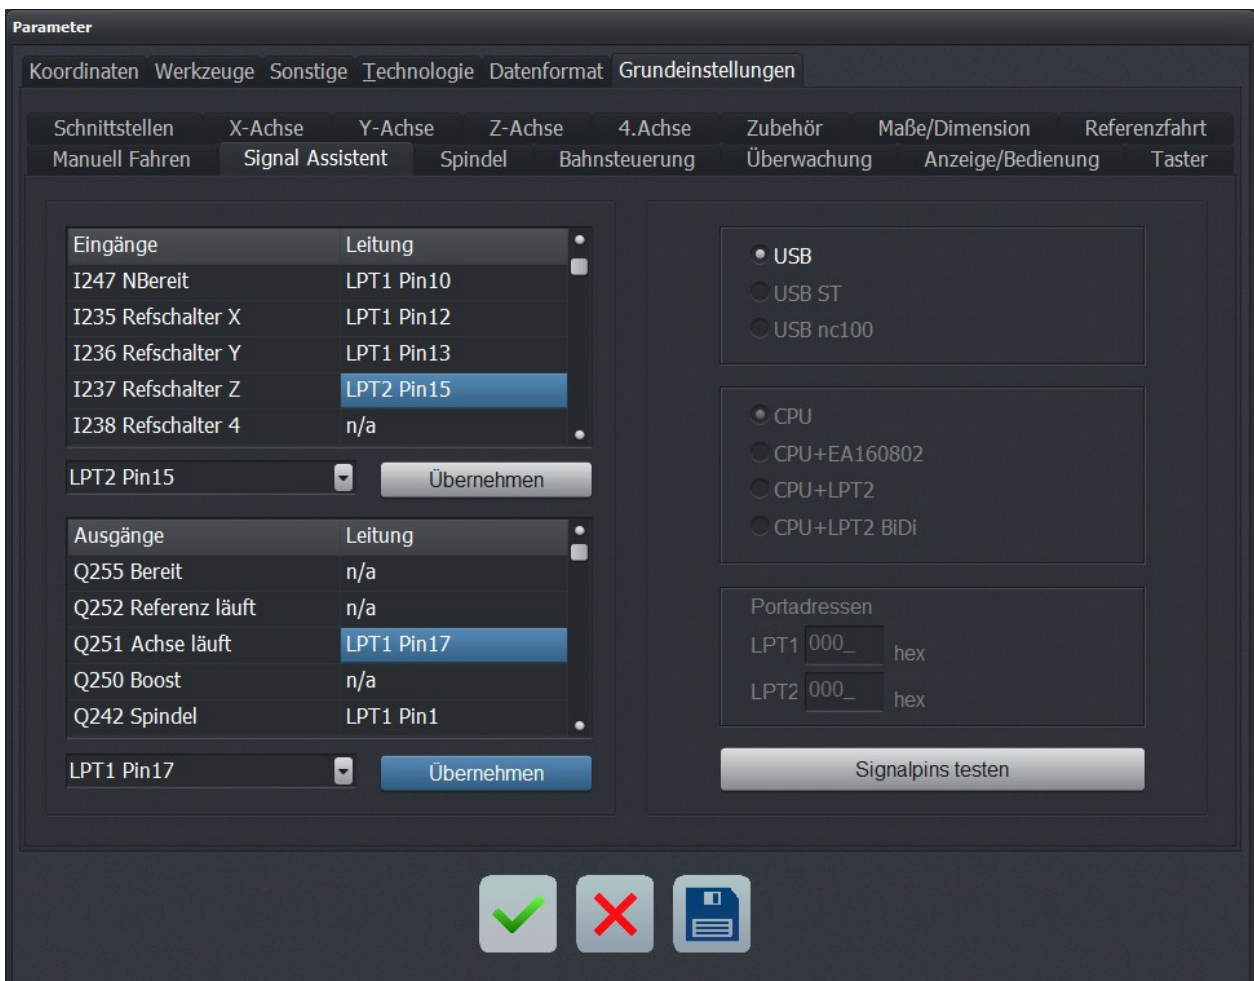 Parameter
Koordinaten Werkzeuge Sonstige Technologie Datenformat Grundeinstellungen
Schnittstellen X-Achse Y-Achse Z-Achse 4.Achse Zubehör Maße/Dimension Referenzfahrt
Manuell Fahren Signal Assistent Spindel Bahnsteuerung Überwachung Anzeige/Bedienung Taster
Eingänge Leitung
I247 NBereit LPT1 Pin10
I235 Refschalter X LPT1 Pin12
I236 Refschalter Y LPT1 Pin13
I237 Refschalter Z LPT2 Pin15
I238 Refschalter 4 n/a
LPT2 Pin15 Übernehmen
Ausgänge Leitung
Q255 Bereit n/a
Q252 Referenz läuft n/a
Q251 Achse läuft LPT1 Pin17
Q250 Boost n/a
Q242 Spindel LPT1 Pin1
LPT1 Pin17 Übernehmen
USB
USB ST
USB nc100
CPU
CPU+EA160802
CPU+LPT2
CPU+LPT2 BiDi
Portadressen
LPT1 000_ hex
LPT2 000_ hex
Signalpins testen